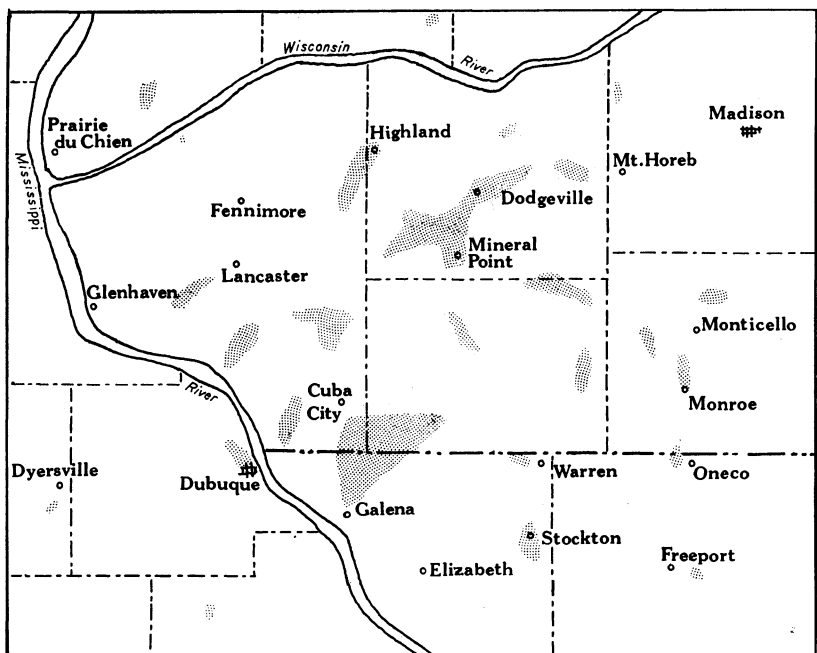 Wisconsin
River
Prairie
du Chien
Highland
Madison
Mt.Horeb
Mississippi
Dodgeville
Fennimore
Mineral
Point
Lancaster
Glenhaven
Monticello
River
Cuba
City
Monroe
Dyersville
Dubuque
Warren
Oneco
Galena
Stockton
Freeport
Elizabeth